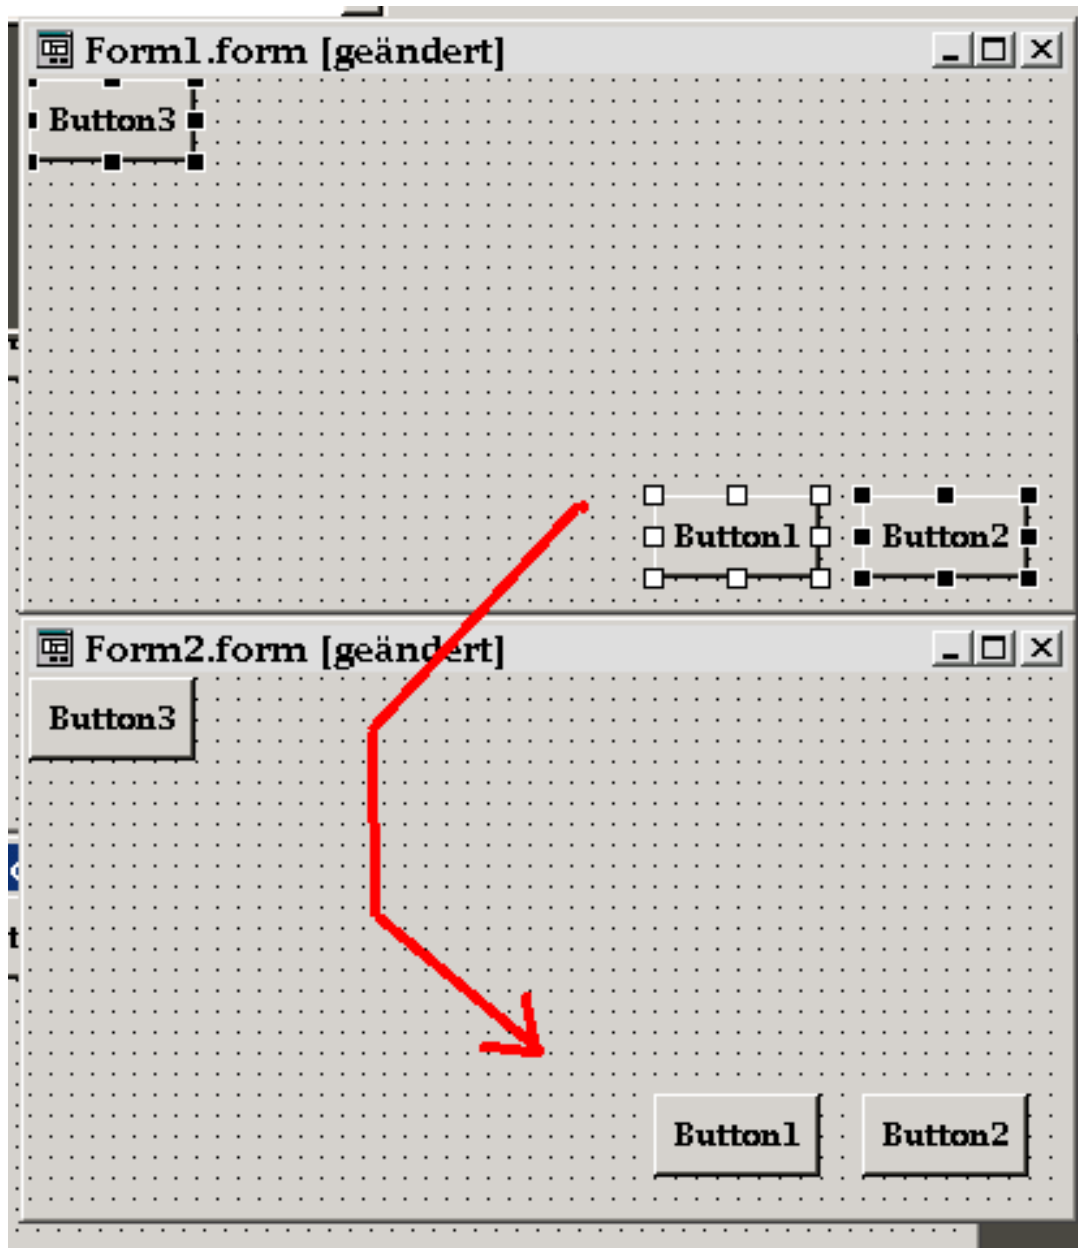 Form1.form [geändert]
Button3
Button1 Button2
Form2.form [geändert]
Button3
Button1 Button2